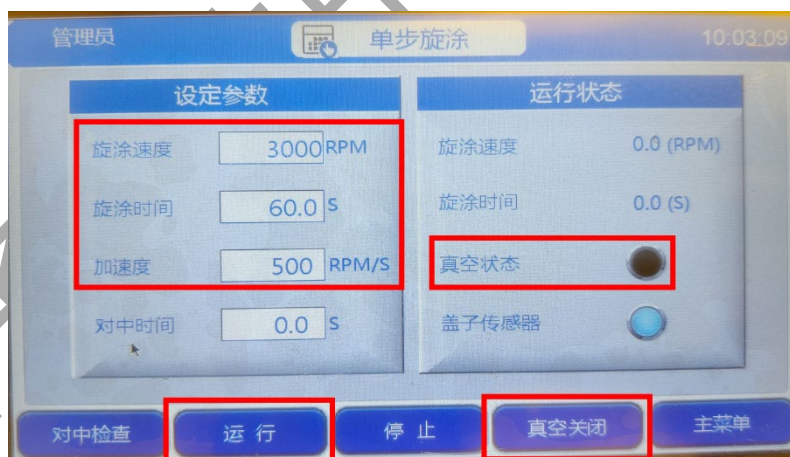 管理员 单步旋涂 10:03:09
设定参数 运行状态
旋涂速度 3000 RPM 旋涂速度 0.0 (RPM)
旋涂时间 60.0 S 旋涂时间 0.0 (S)
加速度 500 RPM/S 真空状态
对中时间 0.0 S 盖子传感器
对中检查 运行 停止 真空关闭 主菜单